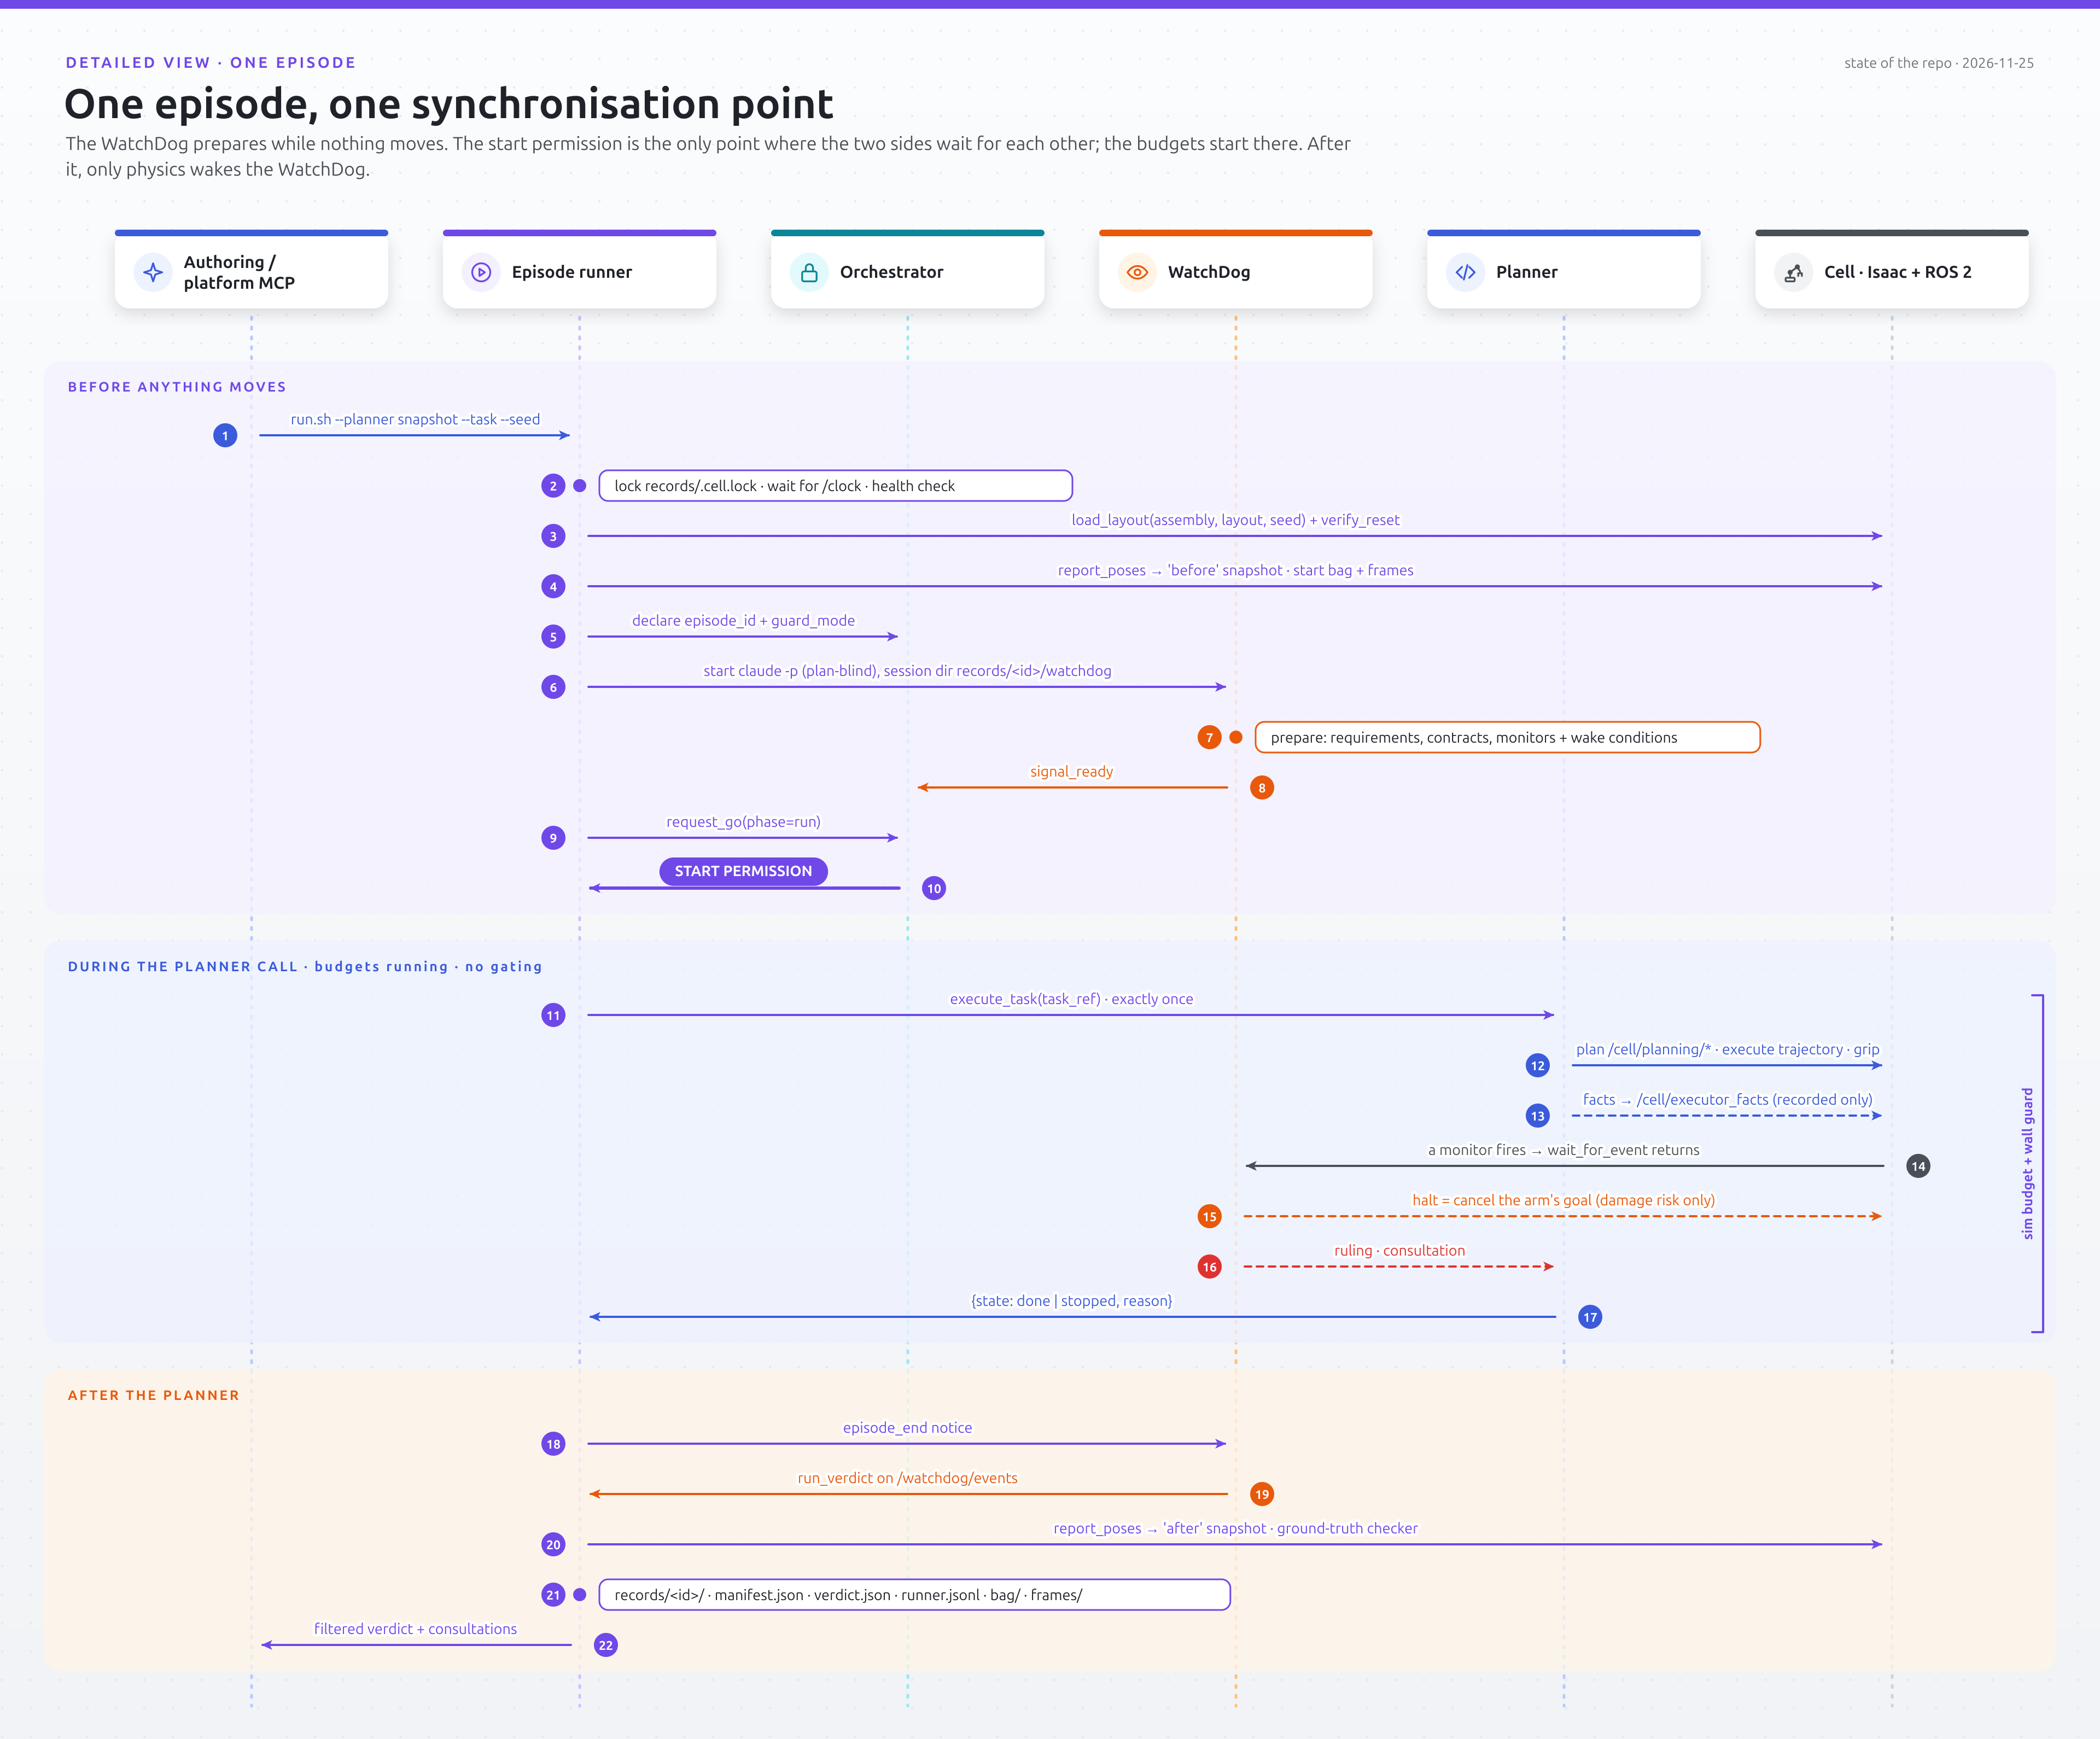 DETAILED VIEW · ONE EPISODE
state of the repo · 2026-11-25
One episode, one synchronisation point
The WatchDog prepares while nothing moves. The start permission is the only point where the two sides wait for each other; the budgets start there. After
it, only physics wakes the WatchDog.
Authoring /
platform MCP
Episode runner
Orchestrator
WatchDog
Planner
Cell · Isaac + ROS 2
BEFORE ANYTHING MOVES
run.sh --planner snapshot --task --seed
1
2
lock records/.cell.lock · wait for /clock · health check
load_layout(assembly, layout, seed) + verify_reset
3
report_poses → 'before' snapshot · start bag + frames
4
declare episode_id + guard_mode
5
start claude -p (plan-blind), session dir records/<id>/watchdog
6
7
prepare: requirements, contracts, monitors + wake conditions
signal_ready
8
request_go(phase=run)
9
START PERMISSION
10
DURING THE PLANNER CALL · budgets running · no gating
execute_task(task_ref) · exactly once
11
plan /cell/planning/* · execute trajectory · grip
12
facts → /cell/executor_facts (recorded only)
13
a monitor fires → wait_for_event returns
14
halt = cancel the arm's goal (damage risk only)
15
ruling · consultation
16
{state: done | stopped, reason}
17
sim budget + wall guard
AFTER THE PLANNER
episode_end notice
18
run_verdict on /watchdog/events
19
report_poses → 'after' snapshot · ground-truth checker
20
21
records/<id>/ · manifest.json · verdict.json · runner.jsonl · bag/ · frames/
filtered verdict + consultations
22